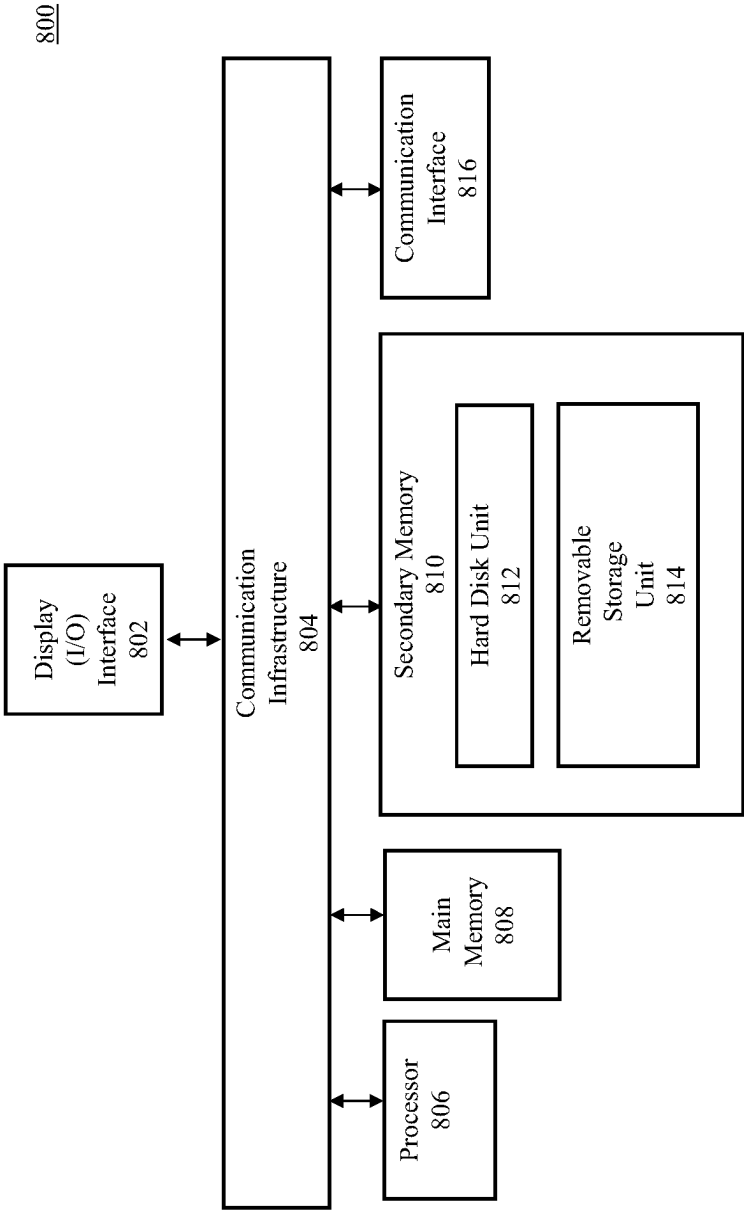 800
Display
(I/O)
Interface
802
Communication
Infrastructure
804
Processor
806
Main
Memory
808
Secondary Memory
810
Hard Disk Unit
812
Removable
Storage
Unit
814
Communication
Interface
816